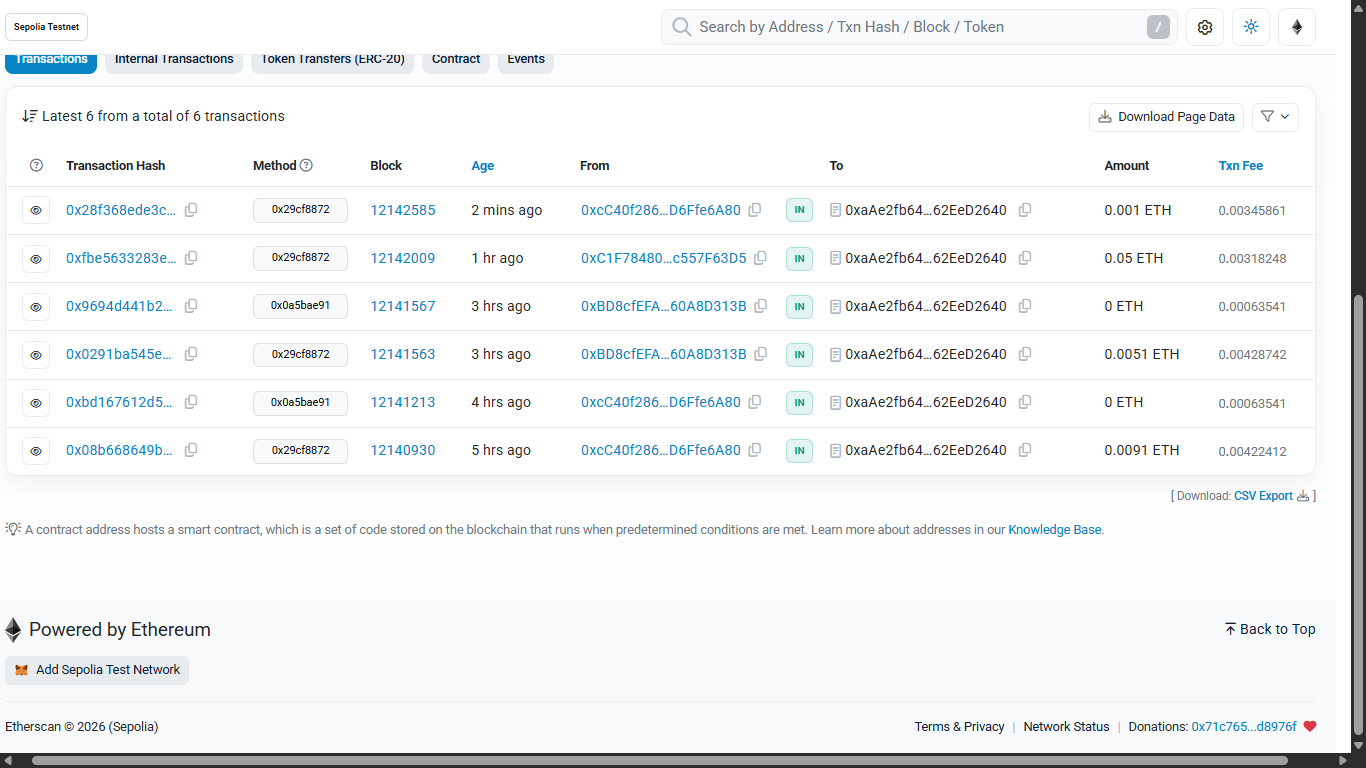 Sepolia Testnet
Search by Address / Txn Hash / Block / Token /
Transactions Internal Transactions Token Transfers (ERC-20) Contract Events
Latest 6 from a total of 6 transactions Download Page Data
Transaction Hash Method Block Age From To Amount Txn Fee
0x28f368ede3c... 0x29cf8872 12142585 2 mins ago 0xcC40f286...D6Ffe6A80 IN 0xaAe2fb64...62EeD2640 0.001 ETH 0.00345861
0xfbe5633283e... 0x29cf8872 12142009 1 hr ago 0xC1F78480...c557F63D5 IN 0xaAe2fb64...62EeD2640 0.05 ETH 0.00318248
0x9694d441b2... 0x0a5bae91 12141567 3 hrs ago 0xBD8cfEFA...60A8D313B IN 0xaAe2fb64...62EeD2640 0 ETH 0.00063541
0x0291ba545e... 0x29cf8872 12141563 3 hrs ago 0xBD8cfEFA...60A8D313B IN 0xaAe2fb64...62EeD2640 0.0051 ETH 0.00428742
0xbd167612d5... 0x0a5bae91 12141213 4 hrs ago 0xcC40f286...D6Ffe6A80 IN 0xaAe2fb64...62EeD2640 0 ETH 0.00063541
0x08b668649b... 0x29cf8872 12140930 5 hrs ago 0xcC40f286...D6Ffe6A80 IN 0xaAe2fb64...62EeD2640 0.0091 ETH 0.00422412
[ Download: CSV Export ]
A contract address hosts a smart contract, which is a set of code stored on the blockchain that runs when predetermined conditions are met. Learn more about addresses in our Knowledge Base.
Powered by Ethereum Back to Top
Add Sepolia Test Network
Etherscan © 2026 (Sepolia) Terms & Privacy | Network Status | Donations: 0x71c765...d8976f